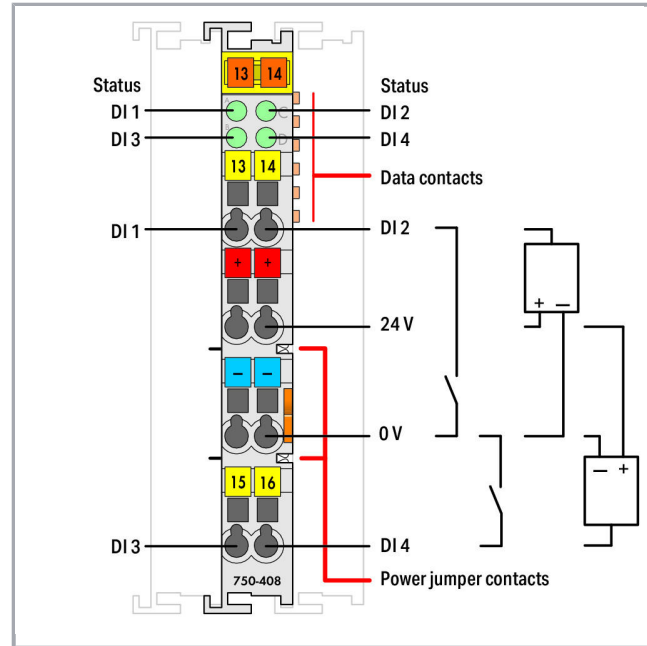 13 14
Status Status
A C
DI 1 DI 2
DI 3 DI 4
D
13 14
Data contacts
DI 1 DI 2
+ +
+ −
24 V
− −
0 V
− +
15 16
DI 3 DI 4
750-408
Power jumper contacts